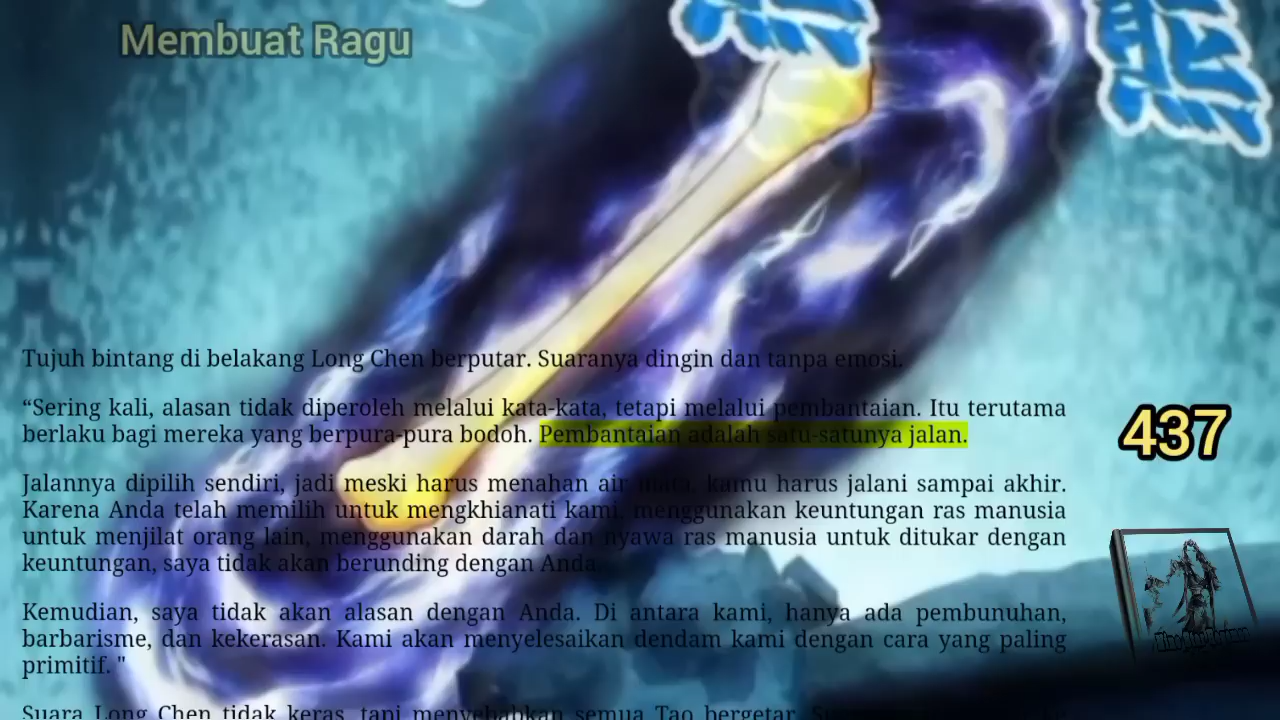 Membuat Ragu
Tujuh bintang di belakang Long Chen berputar. Suaranya dingin dan tanpa emosi.
“Sering kali, alasan tidak diperoleh melalui kata-kata, tetapi melalui pembantaian. Itu terutama
berlaku bagi mereka yang berpura-pura bodoh. Pembantaian adalah satu-satunya jalan.
437
Jalannya dipilih sendiri, jadi meski harus menahan air mata, kamu harus jalani sampai akhir.
Karena Anda telah memilih untuk mengkhianati kami, menggunakan keuntungan ras manusia
untuk menjilat orang lain, menggunakan darah dan nyawa ras manusia untuk ditukar dengan
keuntungan, saya tidak akan berunding dengan Anda.
Kemudian, saya tidak akan alasan dengan Anda. Di antara kami, hanya ada pembunuhan,
barbarisme, dan kekerasan. Kami akan menyelesaikan dendam kami dengan cara yang paling
primitif. "
Suara Long Chen tidak keras, tapi menyebabkan semua Tao bergetar.